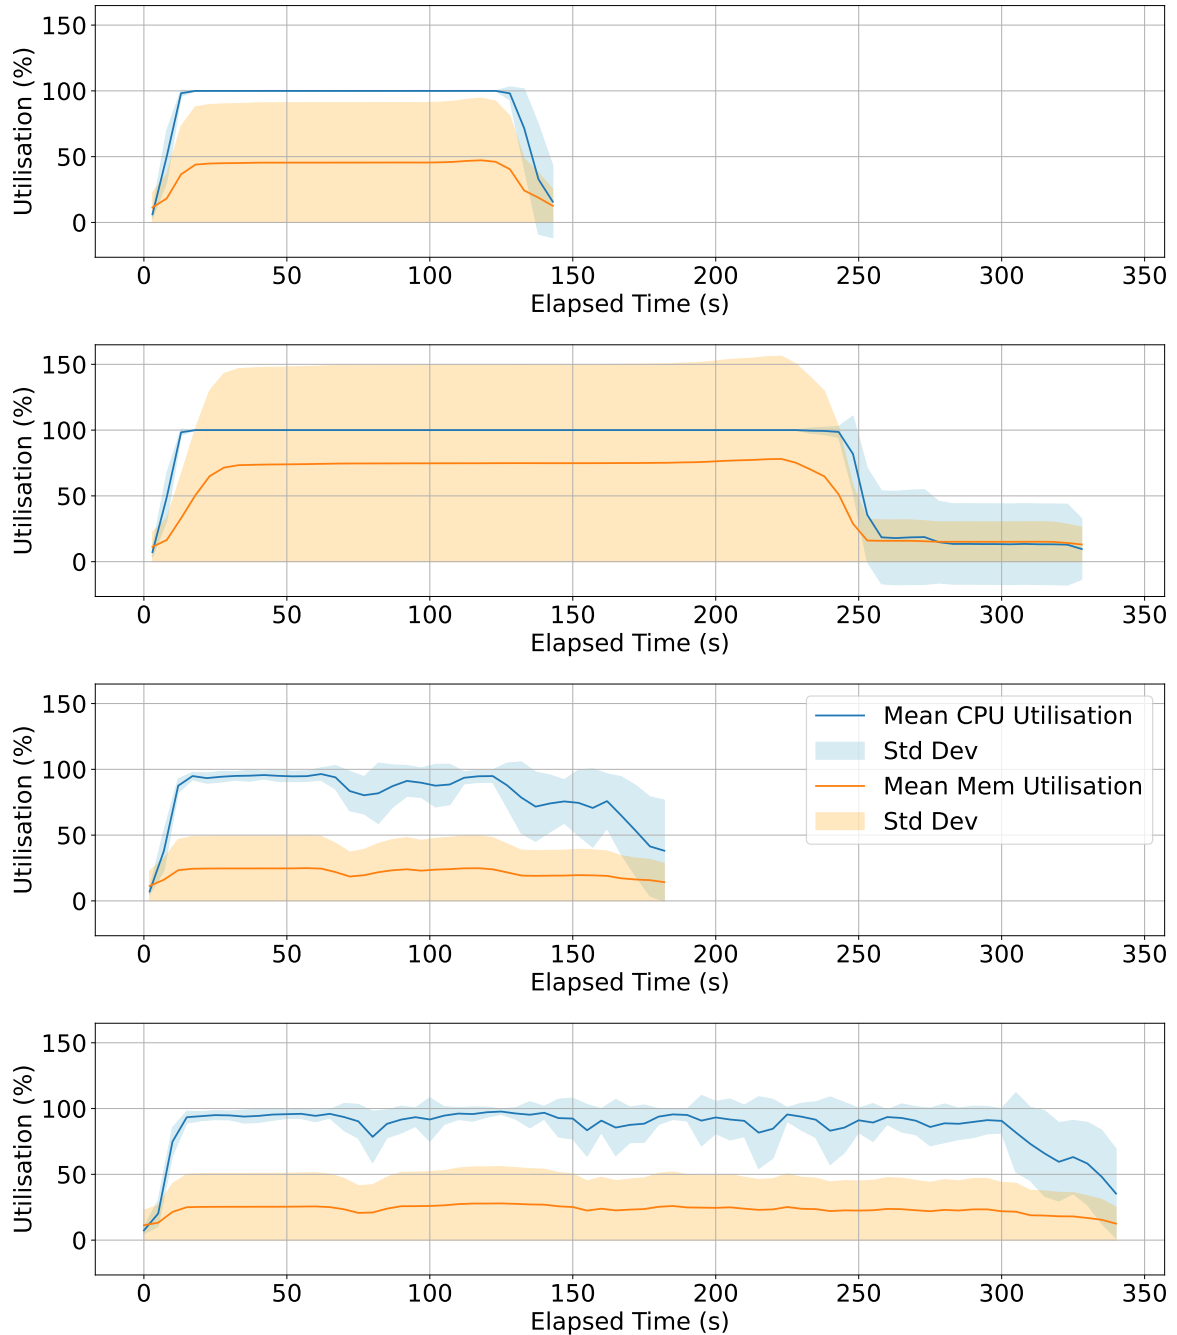 Utilisation (%)
150
100
50
0
0 50 100 150 200 250 300 350
Elapsed Time (s)
Utilisation (%)
150
100
50
0
0 50 100 150 200 250 300 350
Elapsed Time (s)
Utilisation (%)
150
100
50
0
Mean CPU Utilisation
Std Dev
Mean Mem Utilisation
Std Dev
0 50 100 150 200 250 300 350
Elapsed Time (s)
Utilisation (%)
150
100
50
0
0 50 100 150 200 250 300 350
Elapsed Time (s)